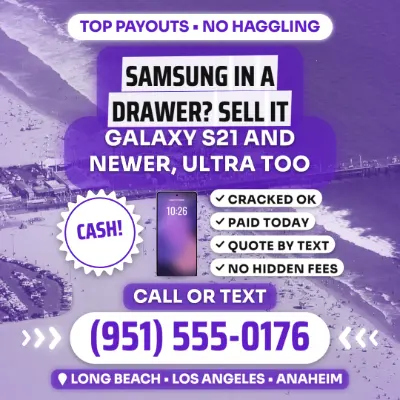 TOP PAYOUTS • NO HAGGLING
SAMSUNG IN A
DRAWER? SELL IT
GALAXY S21 AND
NEWER, ULTRA TOO
CASH!
10:26
✓ CRACKED OK
✓ PAID TODAY
✓ QUOTE BY TEXT
✓ NO HIDDEN FEES
CALL OR TEXT
(951) 555-0176
LONG BEACH • LOS ANGELES • ANAHEIM